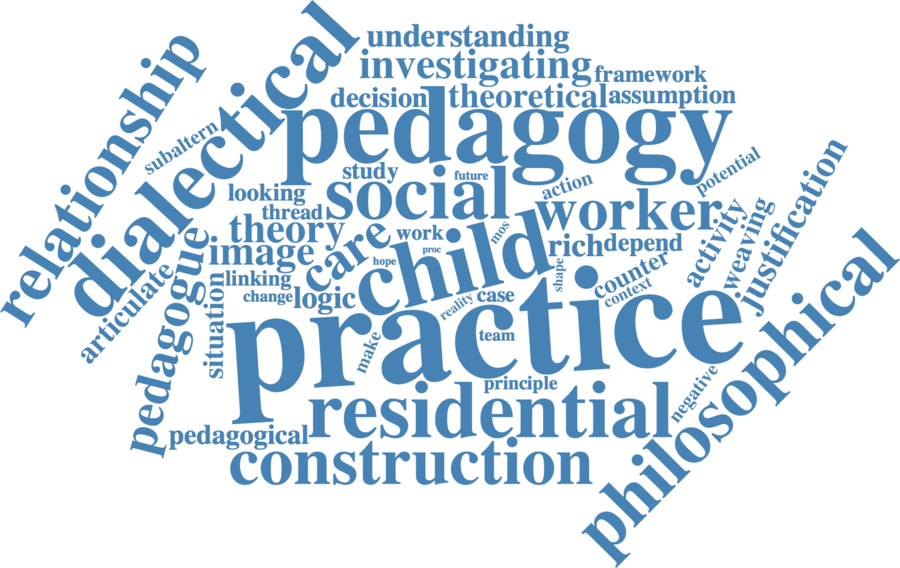 understanding
investigating
framework
decision
theoretical
assumption
relationship
dialectical
pedagogy
subaltern
study
future
action
potential
looking
social
thread
worker
theory
care
work
mos
rich
depend
activity
weaving
justification
image
proc
child
hope
articulate
pedagogue
situation
linking
change
logic
reality
case
shape
counter
context
practice
make
team
principle
negative
philosophical
residential
pedagogical
construction